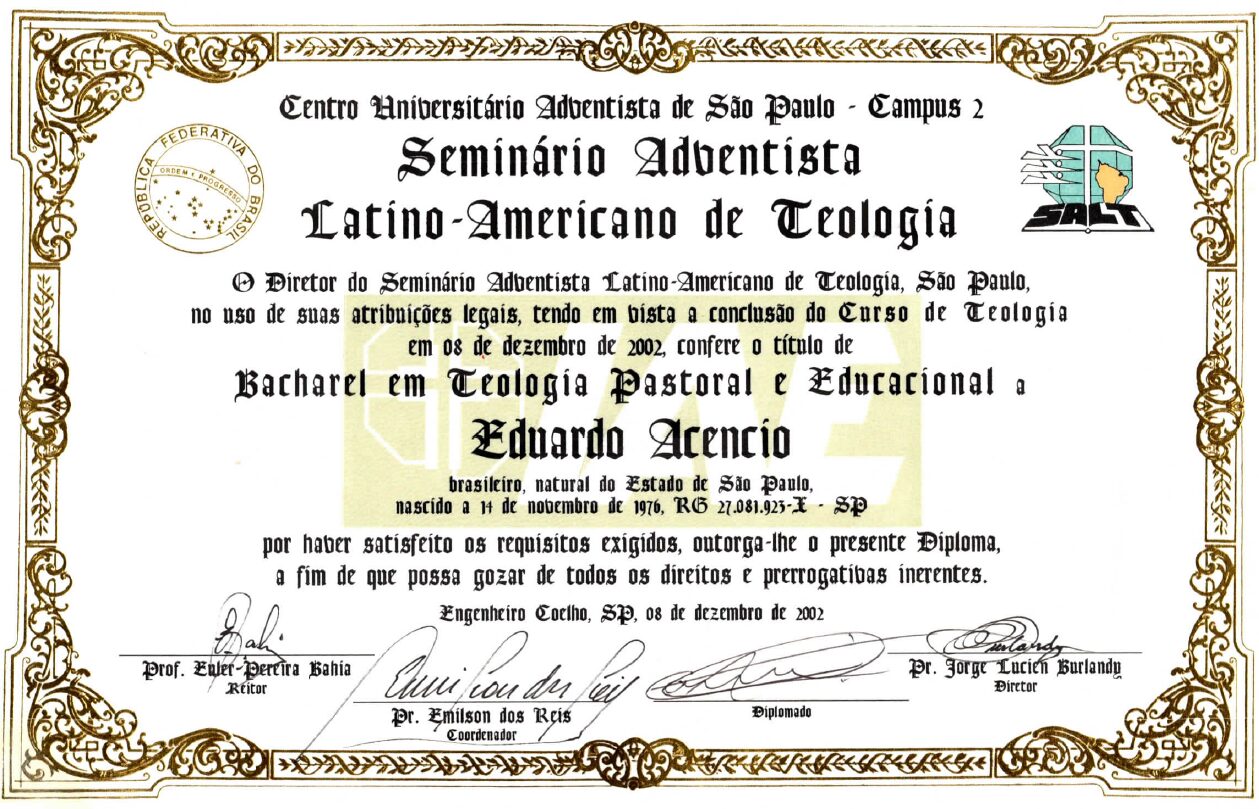 Centro Universitário Adventista de São Paulo - Campus 2
Seminário Adventista
Latino-Americano de Teologia
REPÚBLICA FEDERATIVA DO BRASIL
ORDEM E PROGRESSO
SALT
O Diretor do Seminário Adventista Latino-Americano de Teologia, São Paulo,
no uso de suas atribuições legais, tendo em vista a conclusão do Curso de Teologia
em 08 de dezembro de 2002, confere o título de
Bacharel em Teologia Pastoral e Educacional a
Eduardo Acencio
brasileiro, natural do Estado de São Paulo,
nascido a 14 de novembro de 1976, RG 27.081.923-X - SP
IAE
por haver satisfeito os requisitos exigidos, outorga-lhe o presente Diploma,
a fim de que possa gozar de todos os direitos e prerrogativas inerentes.
Engenheiro Coelho, SP, 08 de dezembro de 2002
Prof. Euler Pereira Bahia
Reitor
Pr. Emilson dos Reis
Coordenador
Diplomado
Pr. Jorge Lucien Burlandy
Diretor